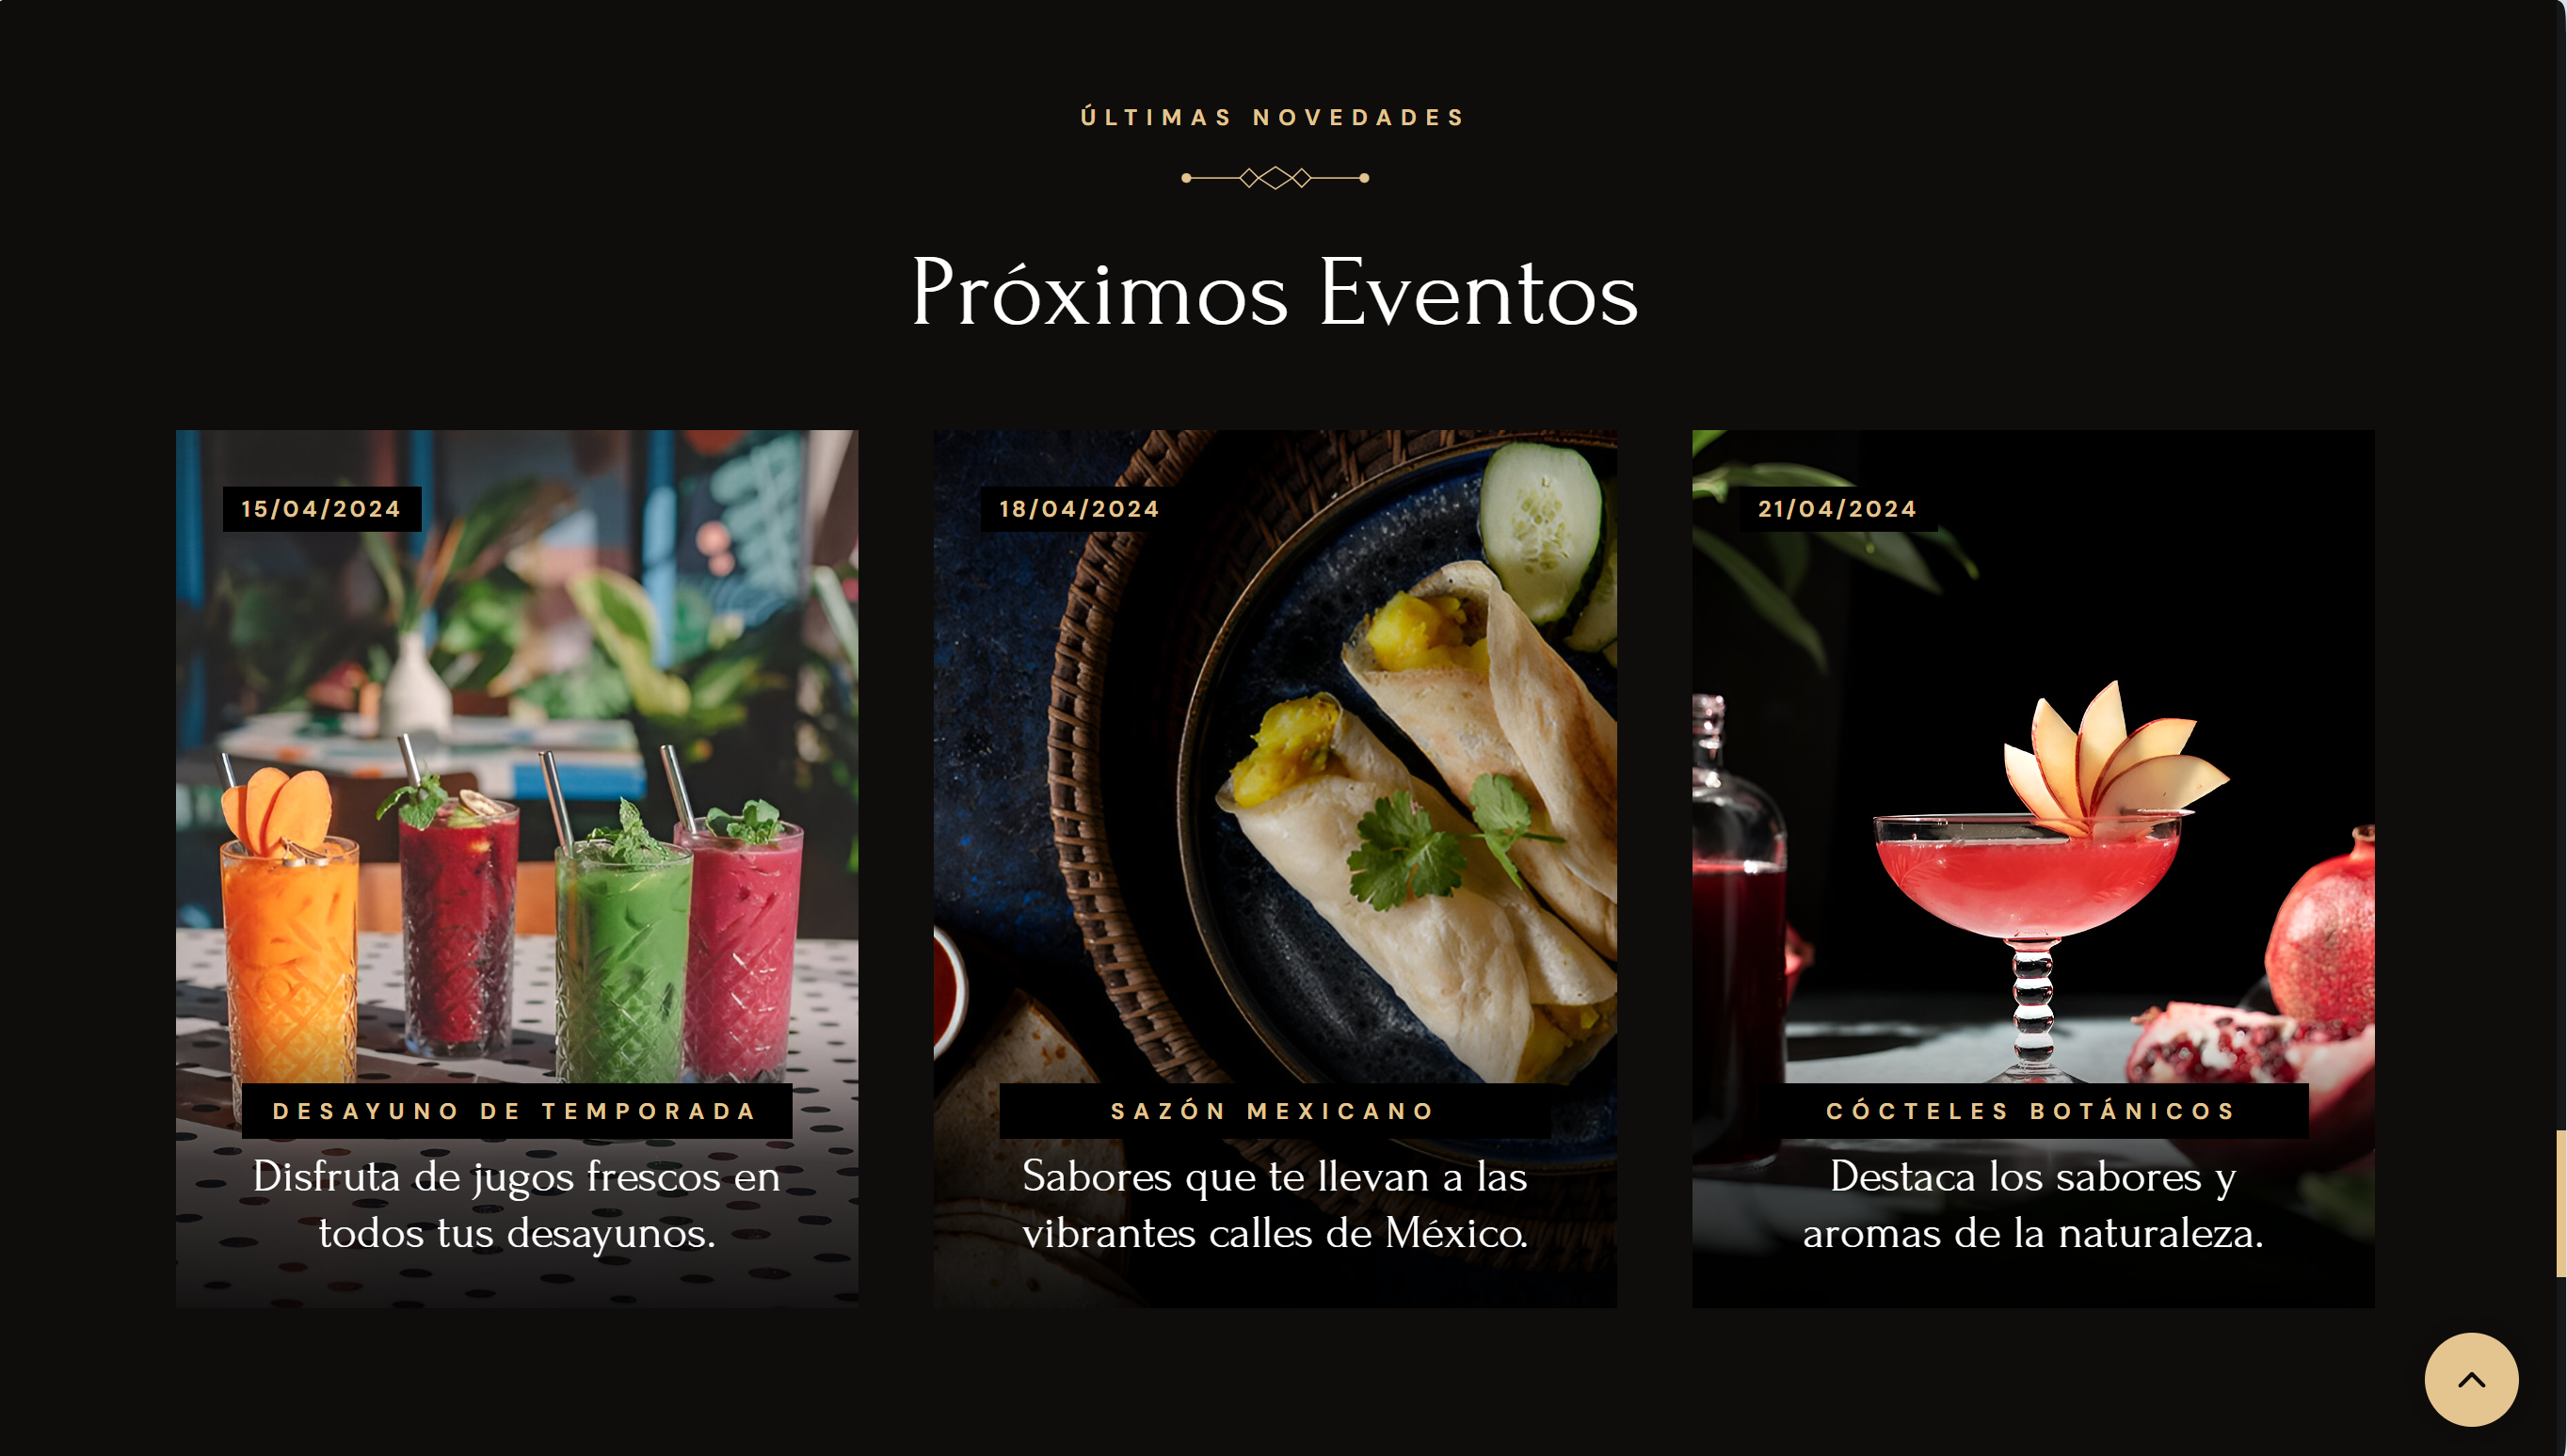 ÚLTIMAS NOVEDADES
Próximos Eventos
15/04/2024
DESAYUNO DE TEMPORADA
Disfruta de jugos frescos en
todos tus desayunos.
18/04/2024
SAZÓN MEXICANO
Sabores que te llevan a las
vibrantes calles de México.
21/04/2024
CÓCTELES BOTÁNICOS
Destaca los sabores y
aromas de la naturaleza.